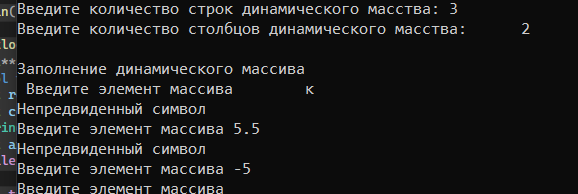 Введите количество строк динамического масства: 3
Введите количество столбцов динамического масства: 2
Заполнение динамического массива
Введите элемент массива к
Непредвиденный символ
Введите элемент массива 5.5
Непредвиденный символ
Введите элемент массива -5
Введите элемент массива